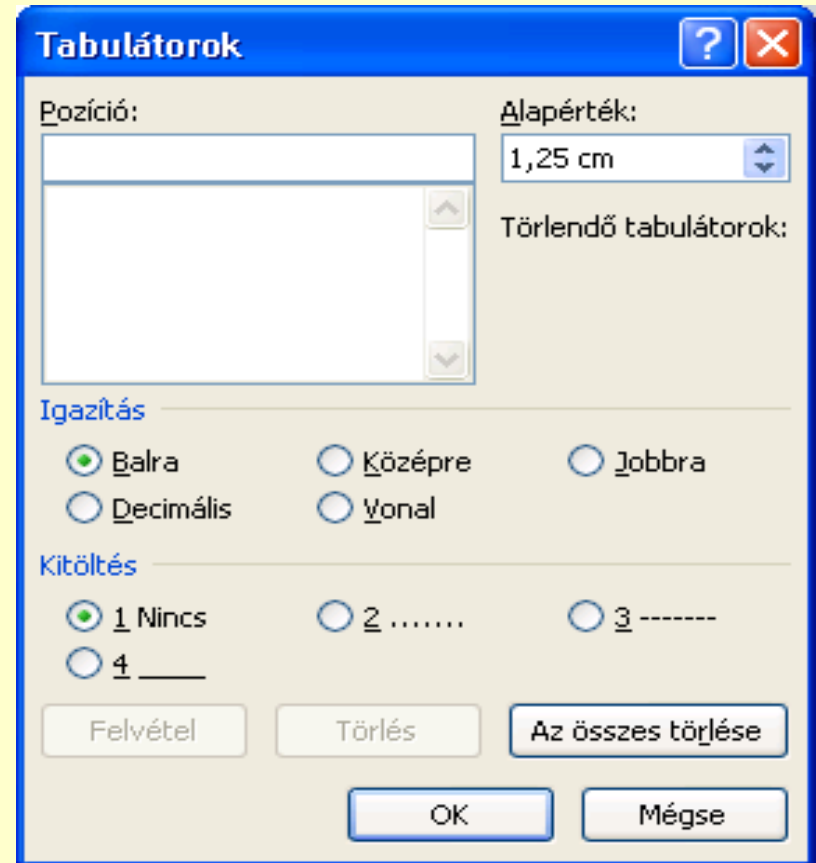 Tabulátorok
Pozíció: Alapérték:
1,25 cm
Törlendő tabulátorok:
Igazítás
Balra Középre Jobbra
Decimális Vonal
Kitöltés
1 Nincs 2 ....... 3 -------
4 ____
Felvétel Törlés Az összes törlése
OK Mégse